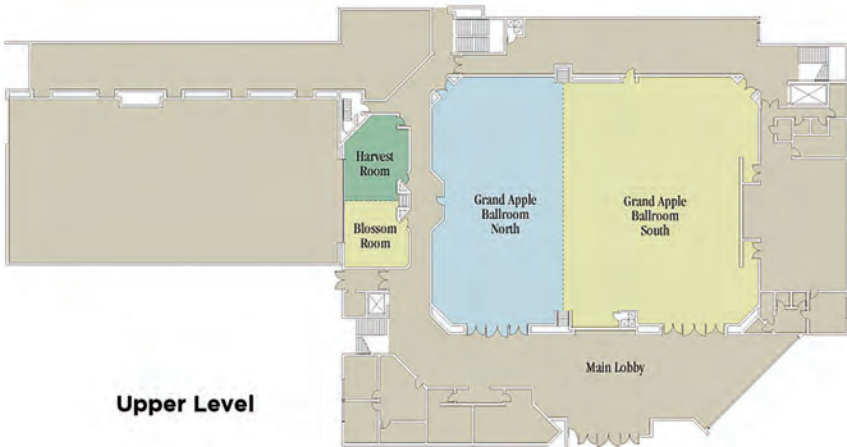 Harvest
Room
Blossom
Room
Grand Apple
Ballroom
North
Grand Apple
Ballroom
South
Main Lobby
Upper Level